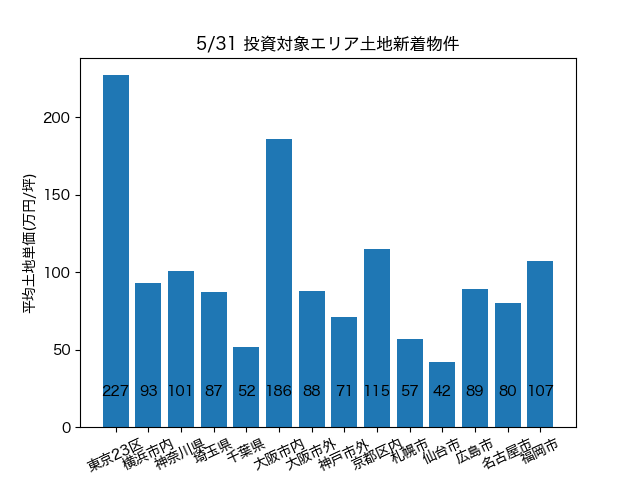 5/31 投資対象エリア土地新着物件
平均土地単価(万円/坪)
200
150
100
50
0
227 93 101 87 52 186 88 71 115 57 42 89 80 107
東京23区 横浜市内 神奈川県 埼玉県 千葉県 大阪市内 大阪市外 神戸市外 京都区内 札幌市 仙台市 広島市 名古屋市 福岡市